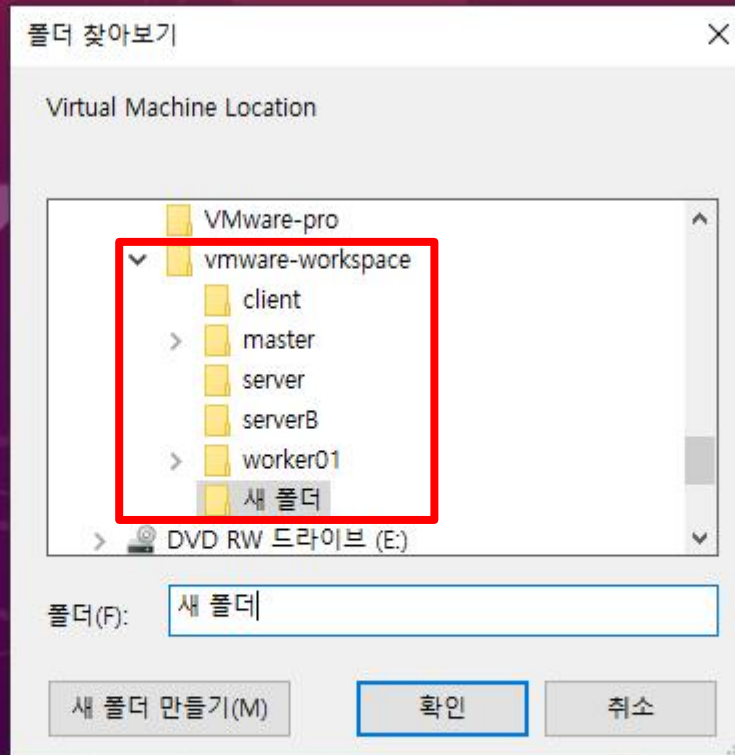 폴더 찾아보기
Virtual Machine Location
VMware-pro
vmware-workspace
client
master
server
serverB
worker01
새 폴더
DVD RW 드라이브 (E:)
폴더(F): 새 폴더
새 폴더 만들기(M) 확인 취소